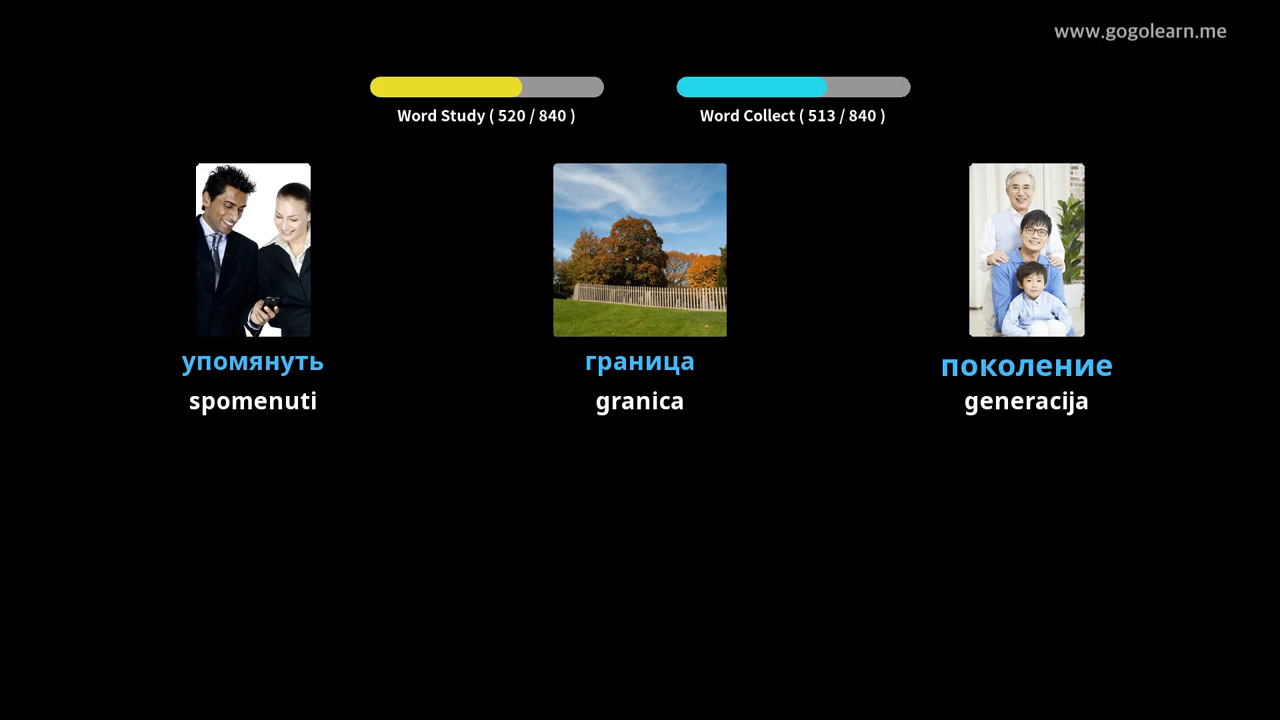 www.gogolearn.me
Word Study ( 520 / 840 )
Word Collect ( 513 / 840 )
упомянуть
граница
поколение
spomenuti
granica
generacija